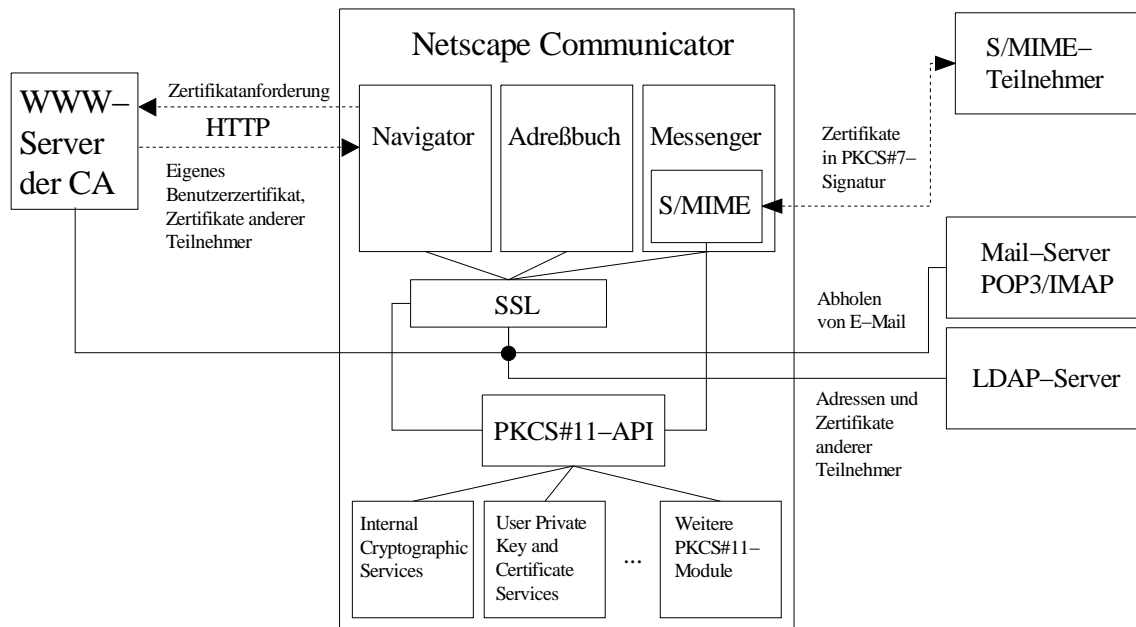 Netscape Communicator
S/MIME–
Teilnehmer
WWW–
Server
der CA
Zertifikatanforderung
HTTP
Eigenes
Benutzerzertifikat,
Zertifikate anderer
Teilnehmer
Navigator
Adreßbuch
Messenger
S/MIME
Zertifikate
in PKCS#7–
Signatur
SSL
Mail–Server
POP3/IMAP
Abholen
von E–Mail
LDAP–Server
Adressen und
Zertifikate
anderer
Teilnehmer
PKCS#11–API
Internal
Cryptographic
Services
User Private
Key and
Certificate
Services
...
Weitere
PKCS#11–
Module